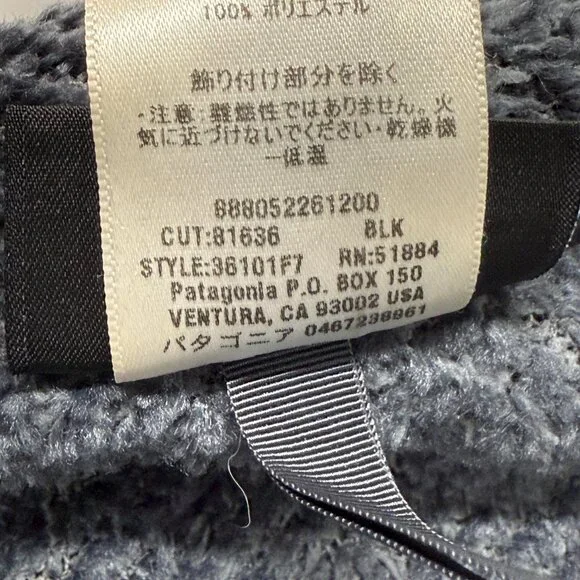 100% ポリエステル
飾り付け部分を除く
・注意:難燃性ではありません。火
気に近づけないでください・乾燥機
ー低温
888052261200
CUT:81636 BLK
STYLE:36101F7 RN:51884
Patagonia P.O. BOX 150
VENTURA, CA 93002 USA
パタゴニア 0467238961